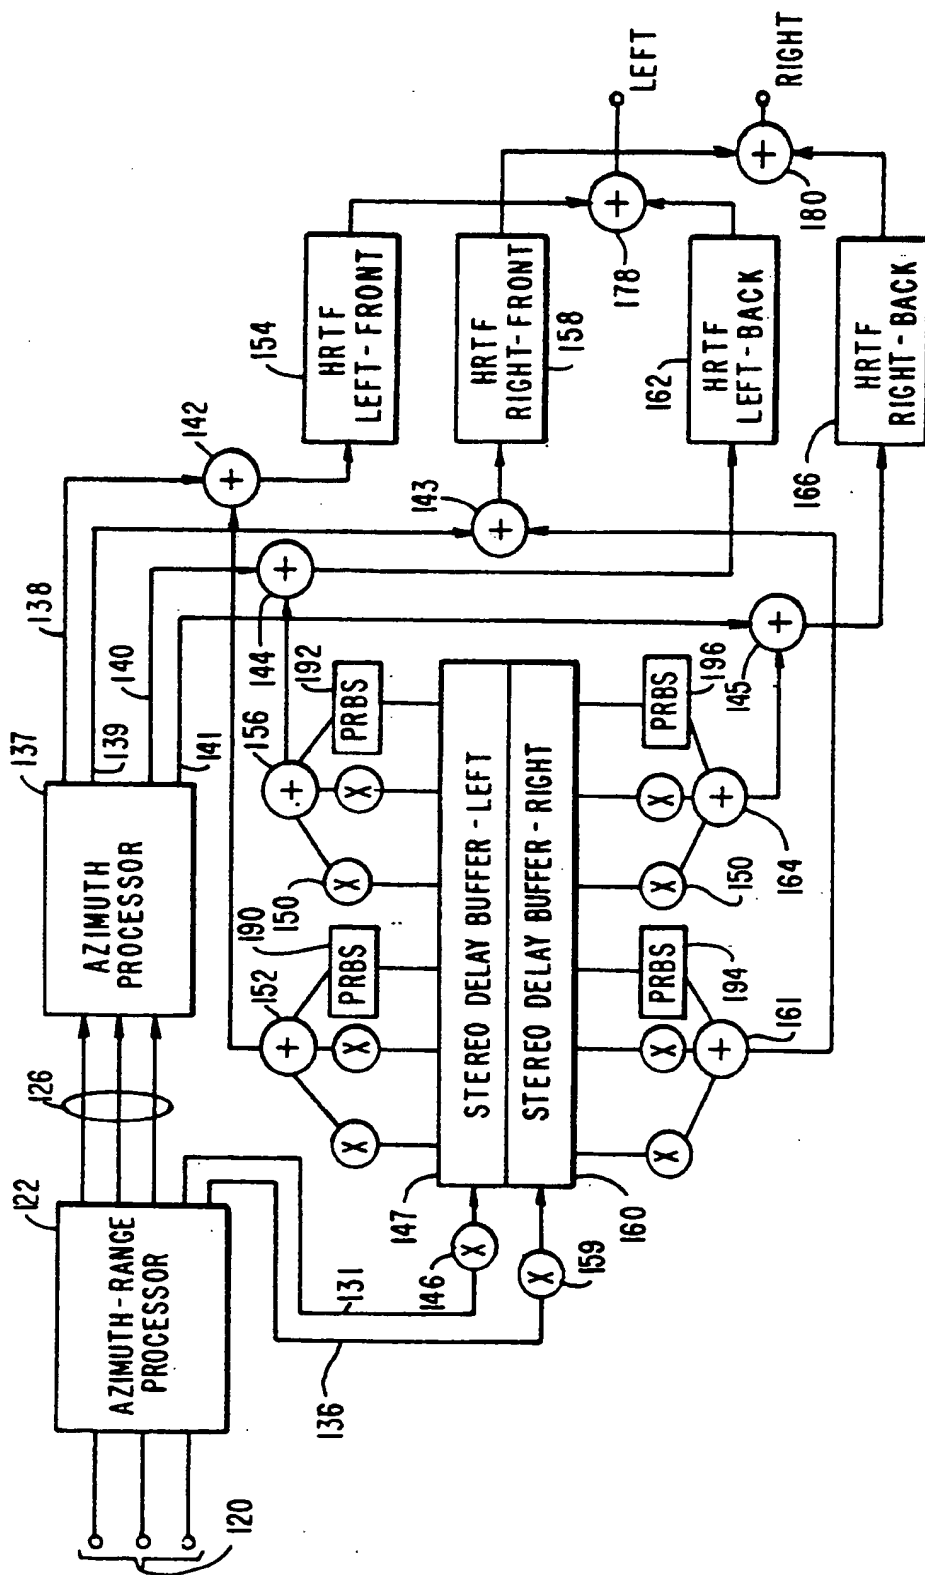 120
122
AZIMUTH-RANGE
PROCESSOR
126
137
AZIMUTH
PROCESSOR
138
139
140
141
142
+
144
+
143
+
145
+
154
HRTF
LEFT-FRONT
HRTF
RIGHT-FRONT
158
162
HRTF
LEFT-BACK
166
HRTF
RIGHT-BACK
+
178
LEFT
+
180
RIGHT
131
136
146
X
X
159
147
STEREO DELAY BUFFER-LEFT
STEREO DELAY BUFFER-RIGHT
160
152
+
190
PRBS
X
X
150
156
+
192
PRBS
X
X
X
X
PRBS
194
+
161
X
150
X
PRBS
196
+
164